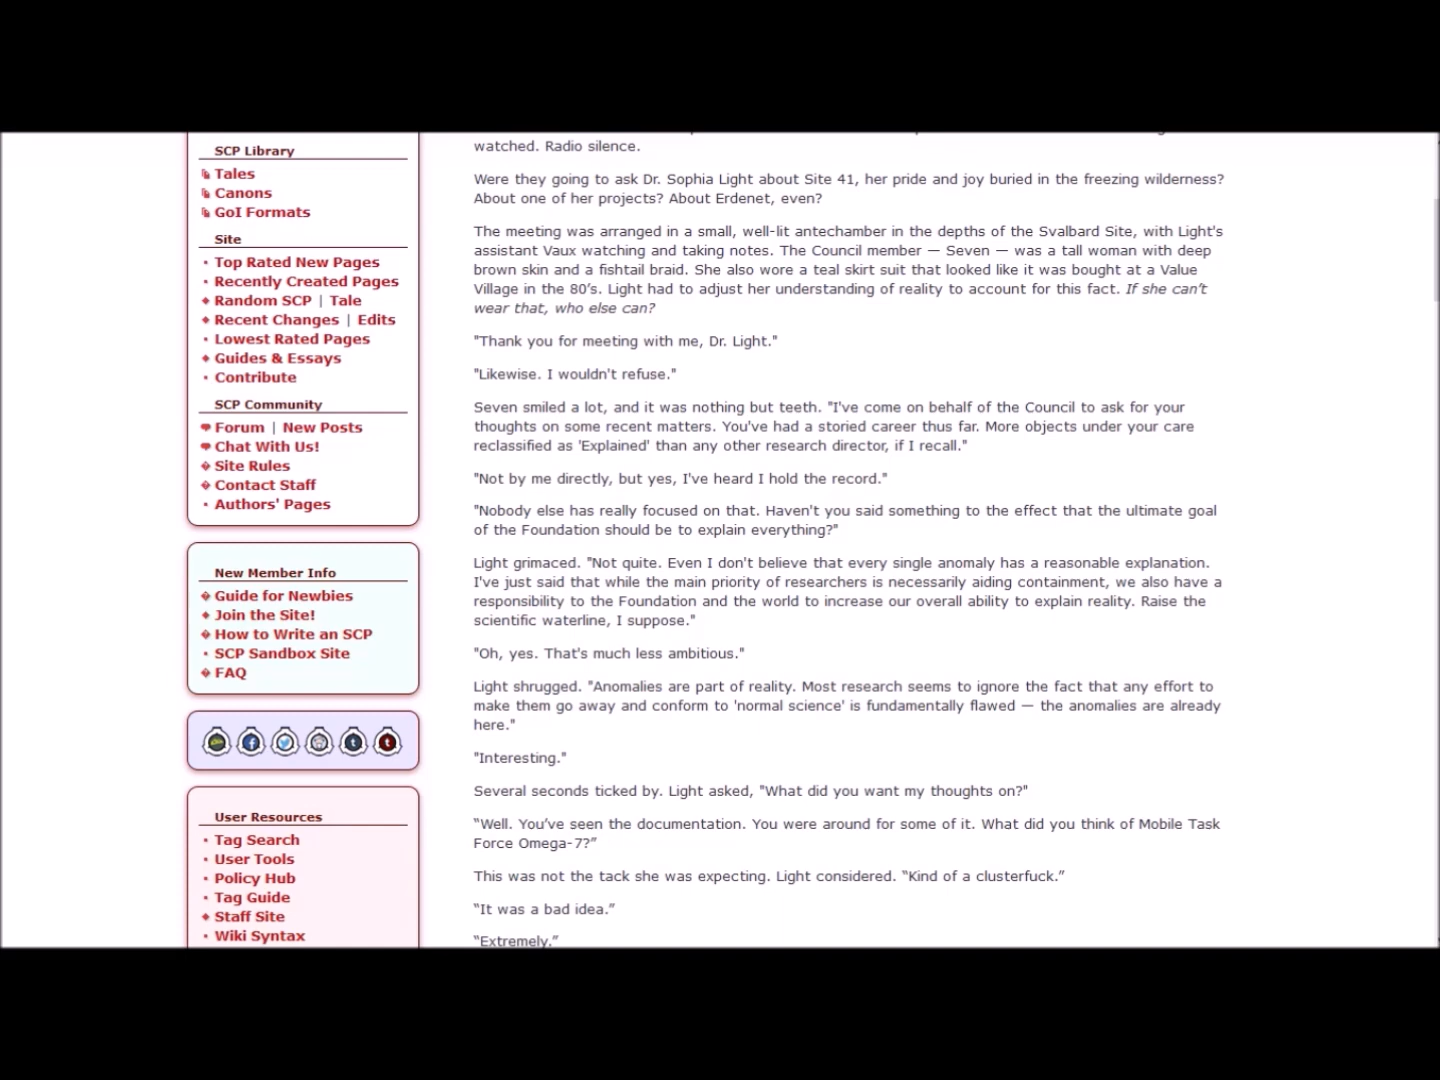 SCP Library
Tales
Canons
GoI Formats
Site
Top Rated New Pages
Recently Created Pages
Random SCP | Tale
Recent Changes | Edits
Lowest Rated Pages
Guides & Essays
Contribute
SCP Community
Forum | New Posts
Chat With Us!
Site Rules
Contact Staff
Authors' Pages
New Member Info
Guide for Newbies
Join the Site!
How to Write an SCP
SCP Sandbox Site
FAQ
User Resources
Tag Search
User Tools
Policy Hub
Tag Guide
Staff Site
Wiki Syntax
watched. Radio silence.
Were they going to ask Dr. Sophia Light about Site 41, her pride and joy buried in the freezing wilderness?
About one of her projects? About Erdenet, even?
The meeting was arranged in a small, well-lit antechamber in the depths of the Svalbard Site, with Light's
assistant Vaux watching and taking notes. The Council member — Seven — was a tall woman with deep
brown skin and a fishtail braid. She also wore a teal skirt suit that looked like it was bought at a Value
Village in the 80’s. Light had to adjust her understanding of reality to account for this fact. If she can’t
wear that, who else can?
"Thank you for meeting with me, Dr. Light."
"Likewise. I wouldn't refuse."
Seven smiled a lot, and it was nothing but teeth. "I've come on behalf of the Council to ask for your
thoughts on some recent matters. You've had a storied career thus far. More objects under your care
reclassified as 'Explained' than any other research director, if I recall."
"Not by me directly, but yes, I've heard I hold the record."
"Nobody else has really focused on that. Haven't you said something to the effect that the ultimate goal
of the Foundation should be to explain everything?"
Light grimaced. "Not quite. Even I don't believe that every single anomaly has a reasonable explanation.
I've just said that while the main priority of researchers is necessarily aiding containment, we also have a
responsibility to the Foundation and the world to increase our overall ability to explain reality. Raise the
scientific waterline, I suppose."
"Oh, yes. That's much less ambitious."
Light shrugged. "Anomalies are part of reality. Most research seems to ignore the fact that any effort to
make them go away and conform to 'normal science' is fundamentally flawed — the anomalies are already
here."
"Interesting."
Several seconds ticked by. Light asked, "What did you want my thoughts on?"
“Well. You’ve seen the documentation. You were around for some of it. What did you think of Mobile Task
Force Omega-7?”
This was not the tack she was expecting. Light considered. “Kind of a clusterfuck.”
“It was a bad idea.”
“Extremely.”